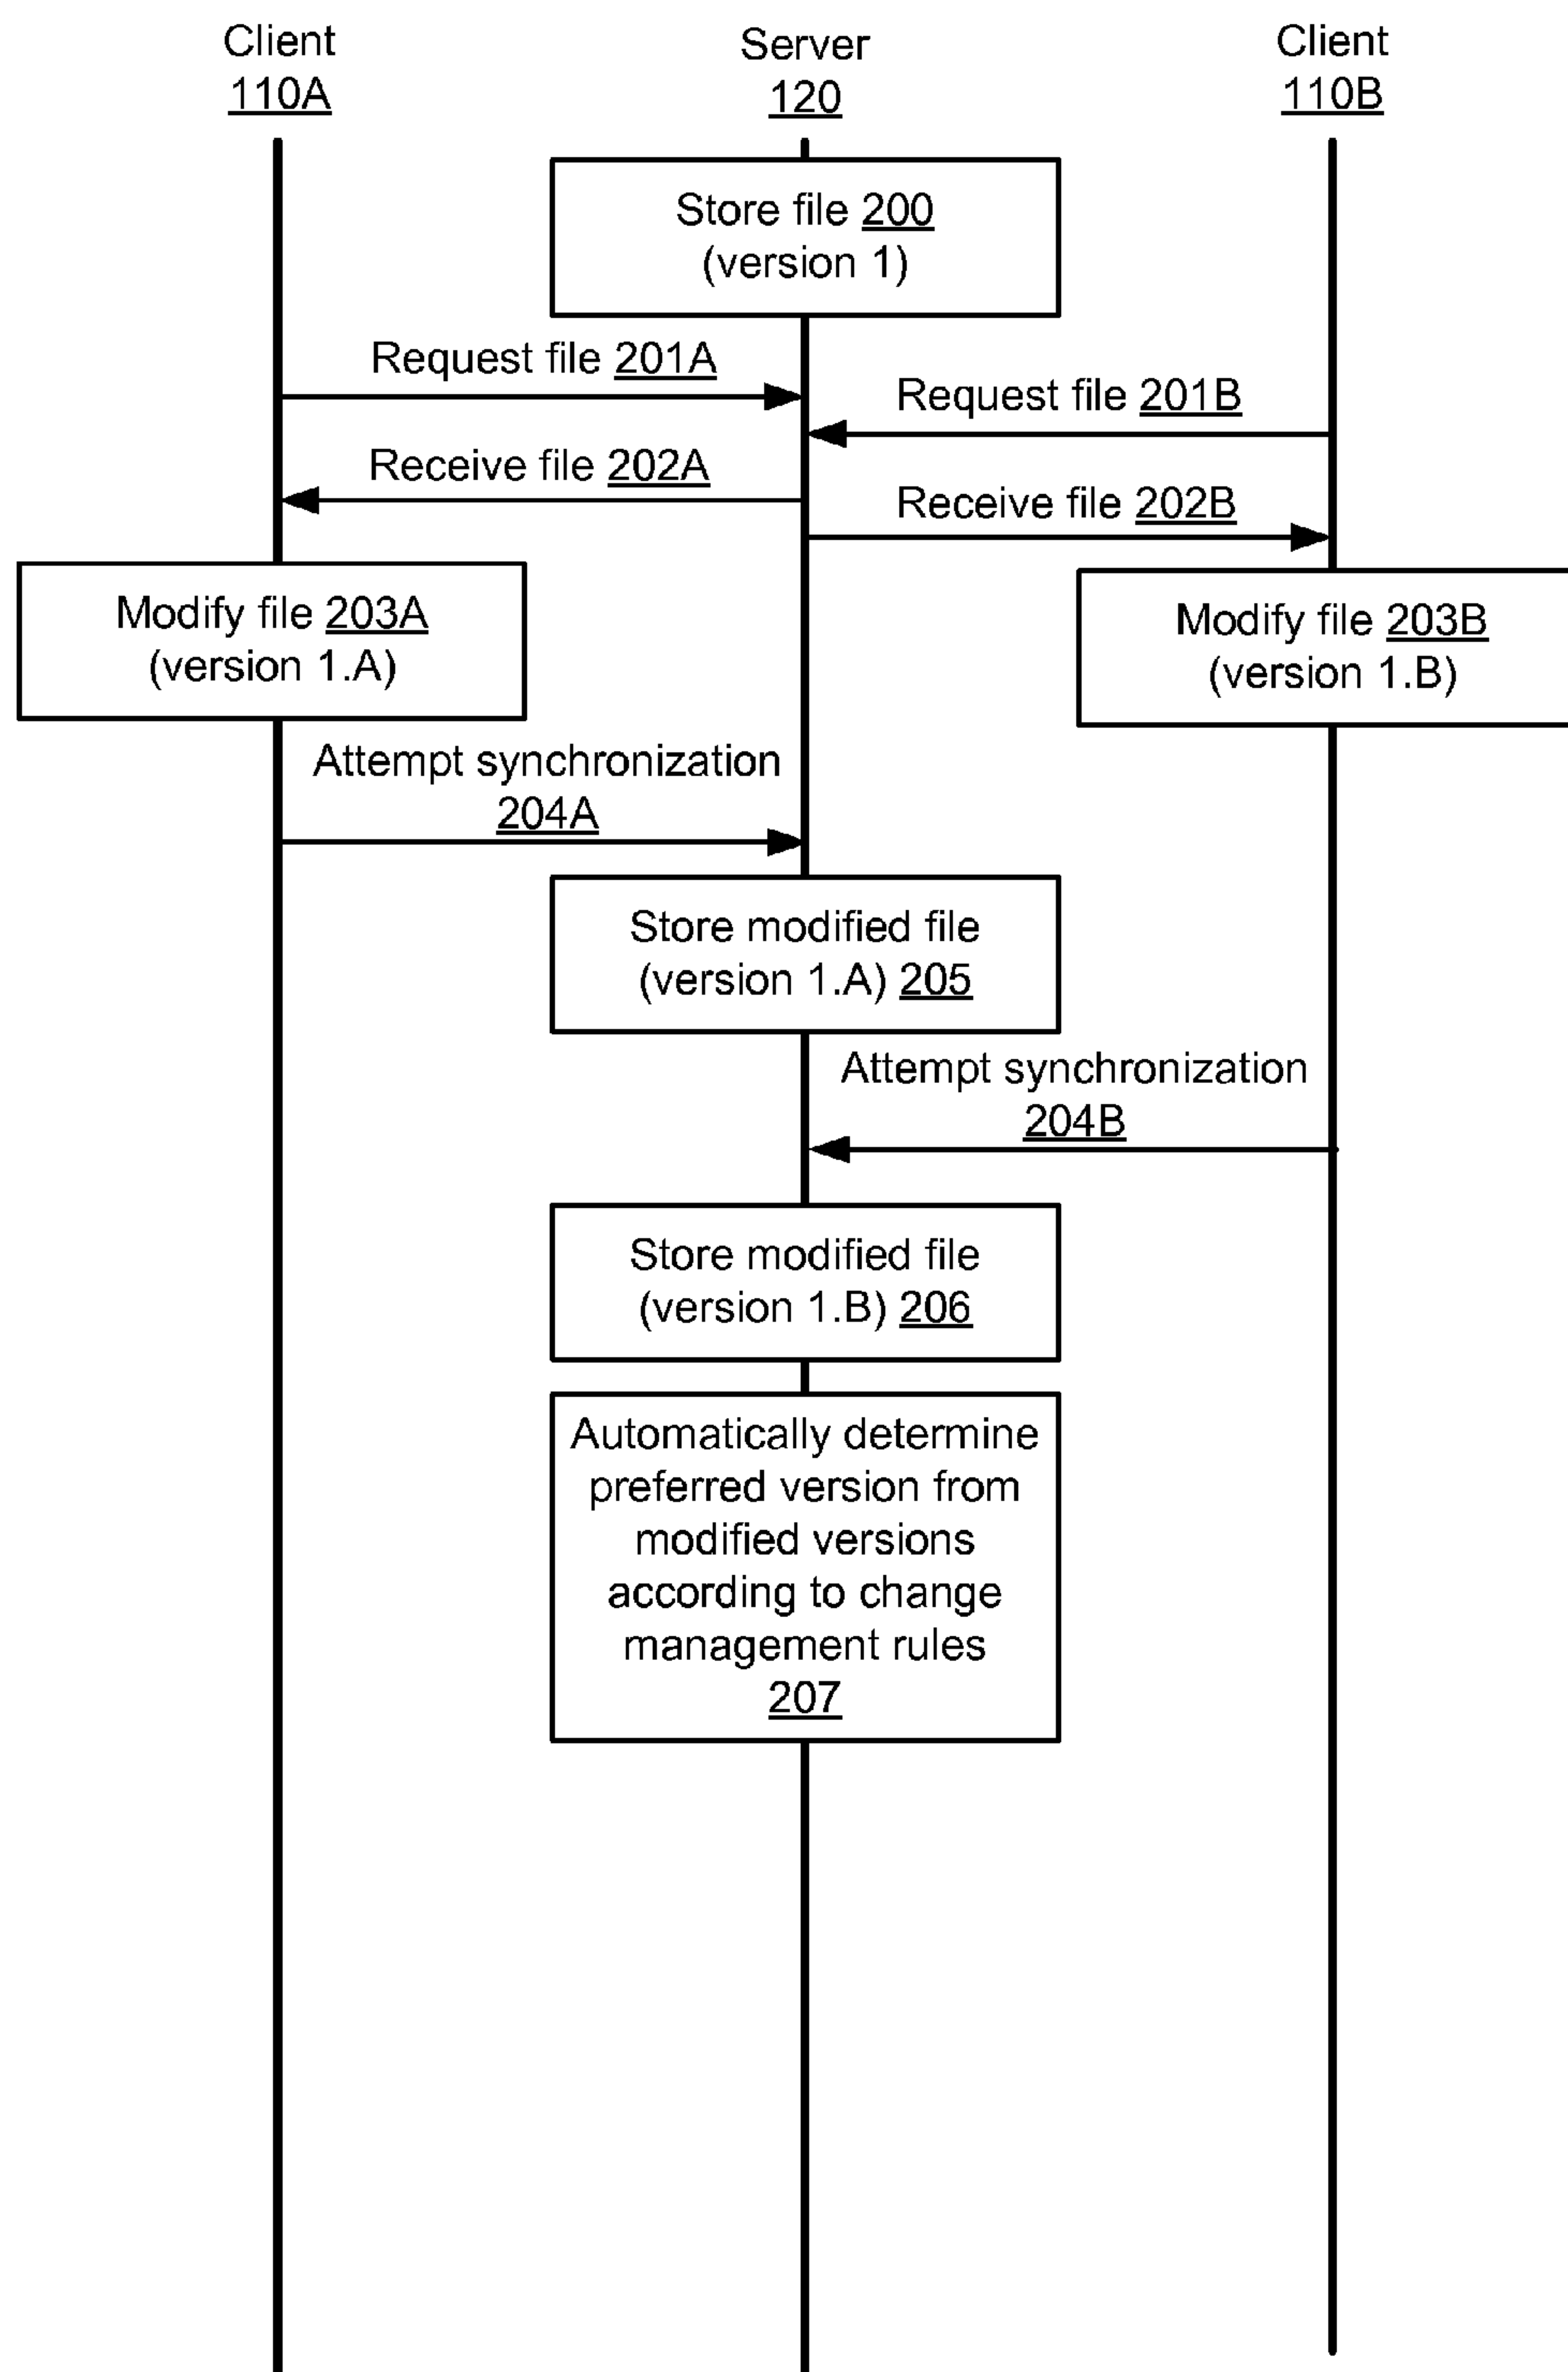 Client
110A
Server
120
Client
110B
Store file 200
(version 1)
Request file 201A
Request file 201B
Receive file 202A
Receive file 202B
Modify file 203A
(version 1.A)
Modify file 203B
(version 1.B)
Attempt synchronization
204A
Store modified file
(version 1.A) 205
Attempt synchronization
204B
Store modified file
(version 1.B) 206
Automatically determine
preferred version from
modified versions
according to change
management rules
207